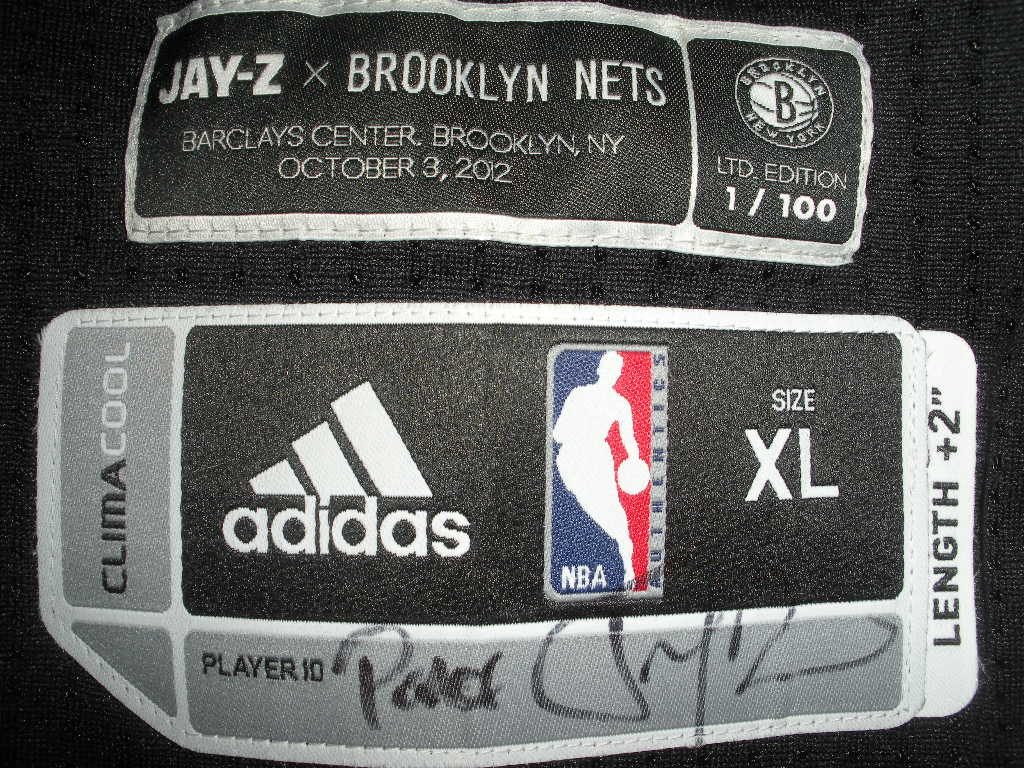 JAY-Z × BROOKLYN NETS
BARCLAYS CENTER, BROOKLYN, NY
OCTOBER 3, 2012
BROOKLYN
B
NEW YORK
LTD. EDITION
1 / 100
CLIMACOOL
adidas
NBA
AUTHENTICS
SIZE
XL
LENGTH +2"
PLAYER ID